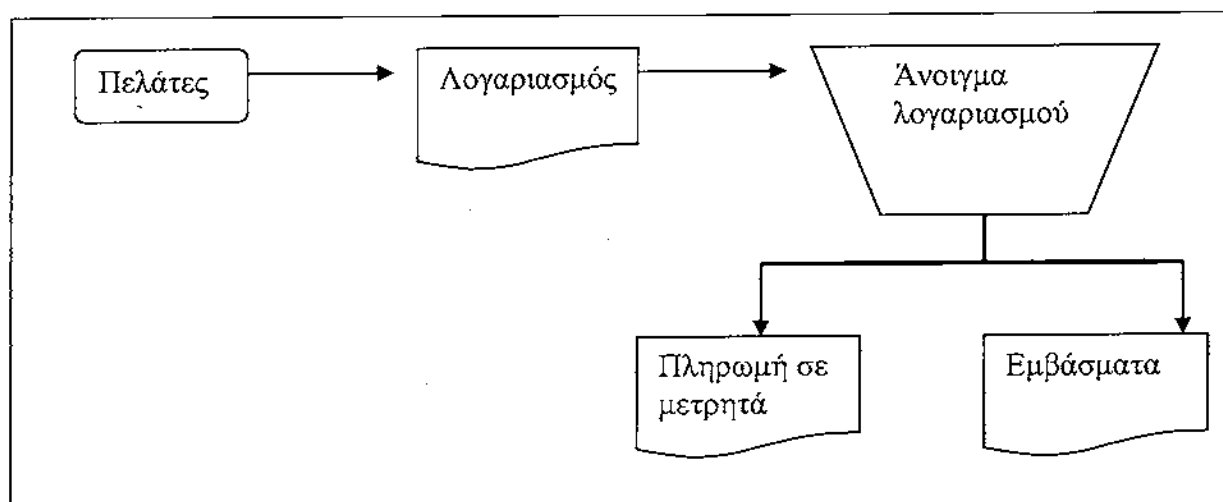 Πελάτες
Λογαριασμός
Άνοιγμα
λογαριασμού
Πληρωμή σε
μετρητά
Εμβάσματα